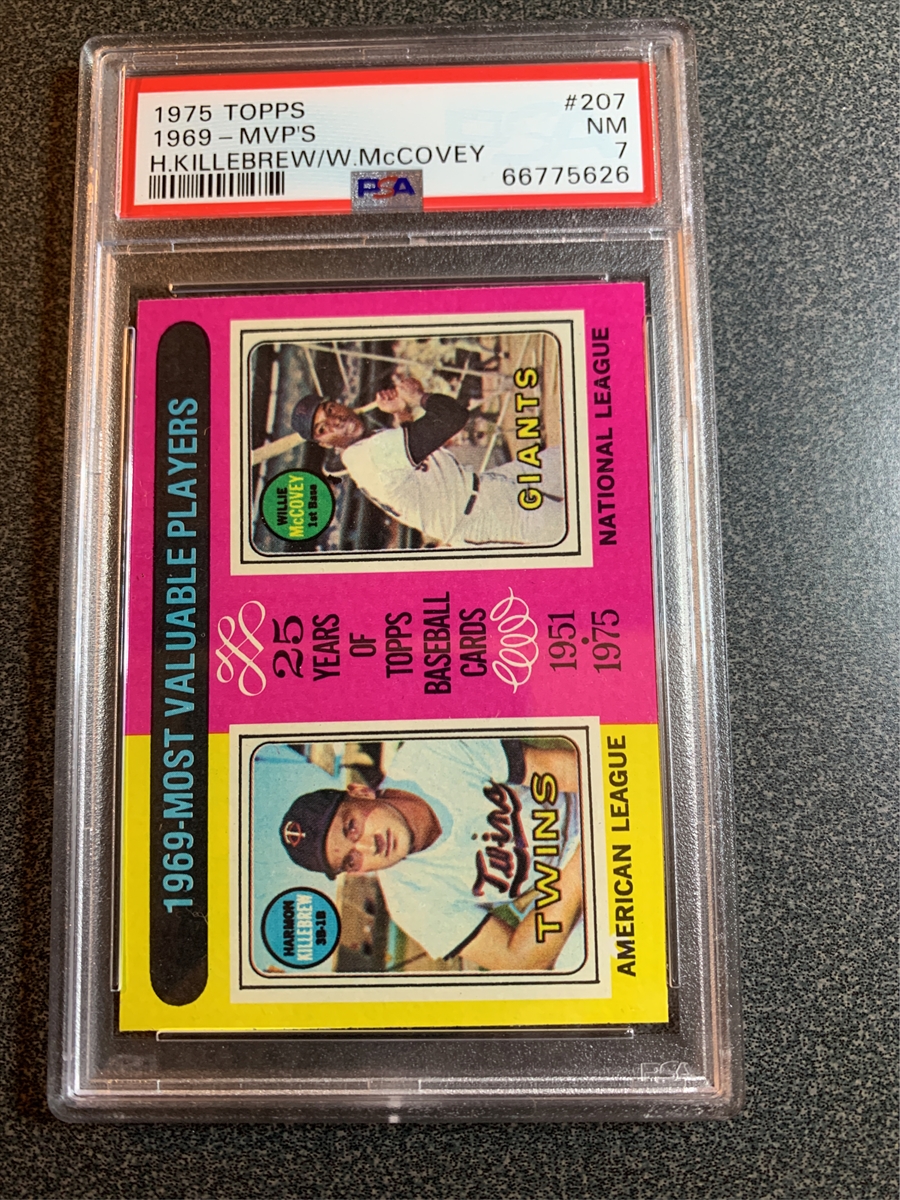 1975 TOPPS #207
1969 – MVP'S NM
H.KILLEBREW/W.McCOVEY 7
PSA 66775626
1969-MOST VALUABLE PLAYERS
HARMON
KILLEBREW
3B-1B
Twins
TWINS
AMERICAN LEAGUE
25
YEARS
OF
TOPPS
BASEBALL
CARDS
1951
•
1975
WILLIE
McCOVEY
1st Base
GIANTS
NATIONAL LEAGUE
PSA